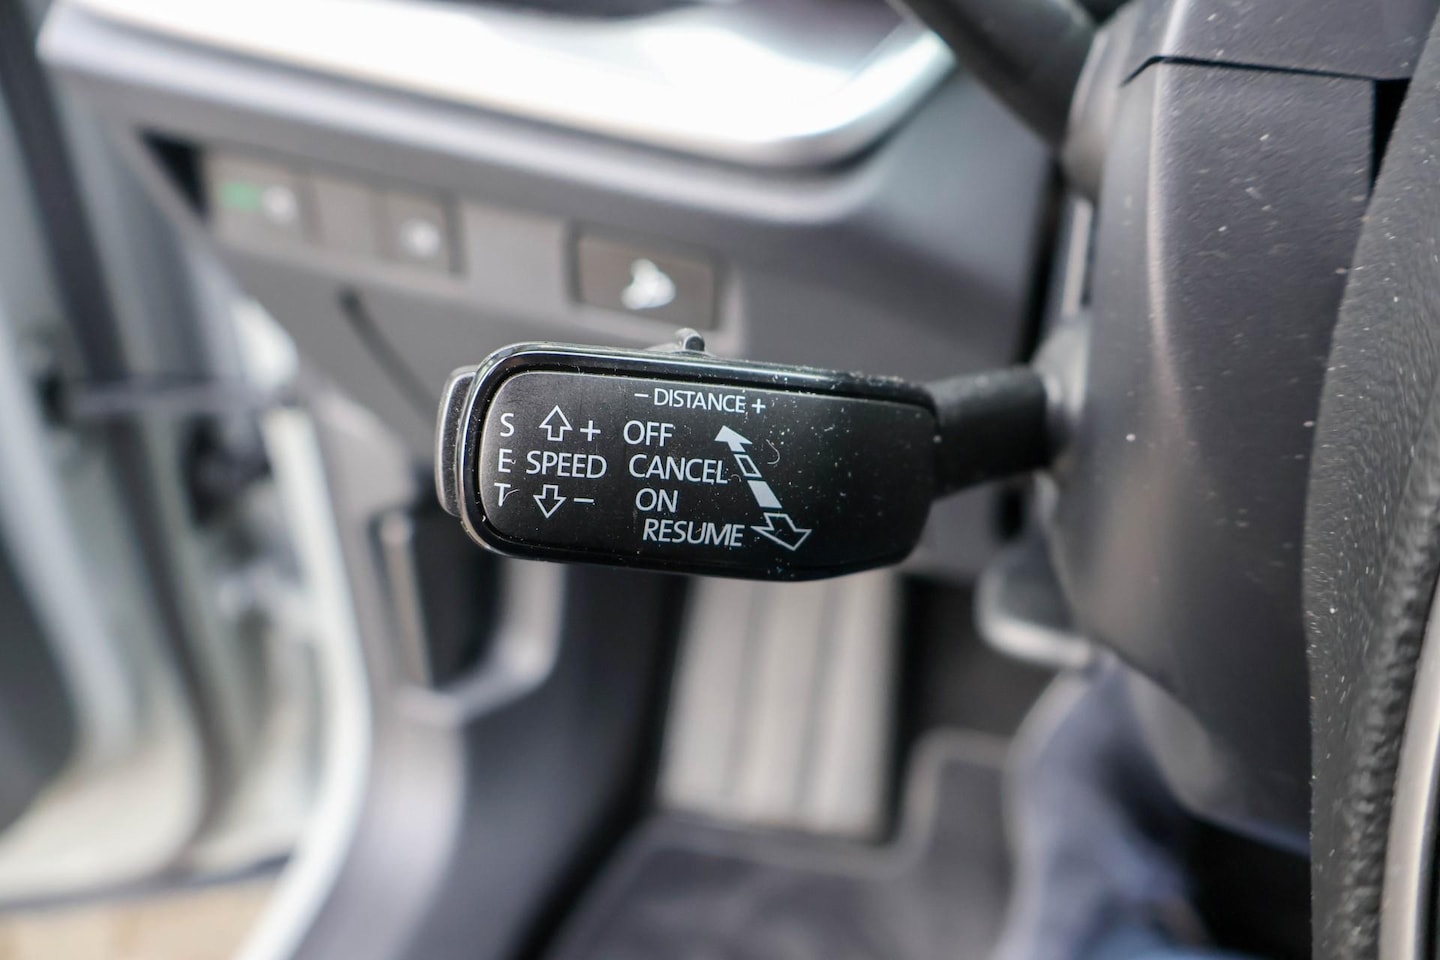 – DISTANCE +
S + OFF
E SPEED CANCEL
T – ON
RESUME